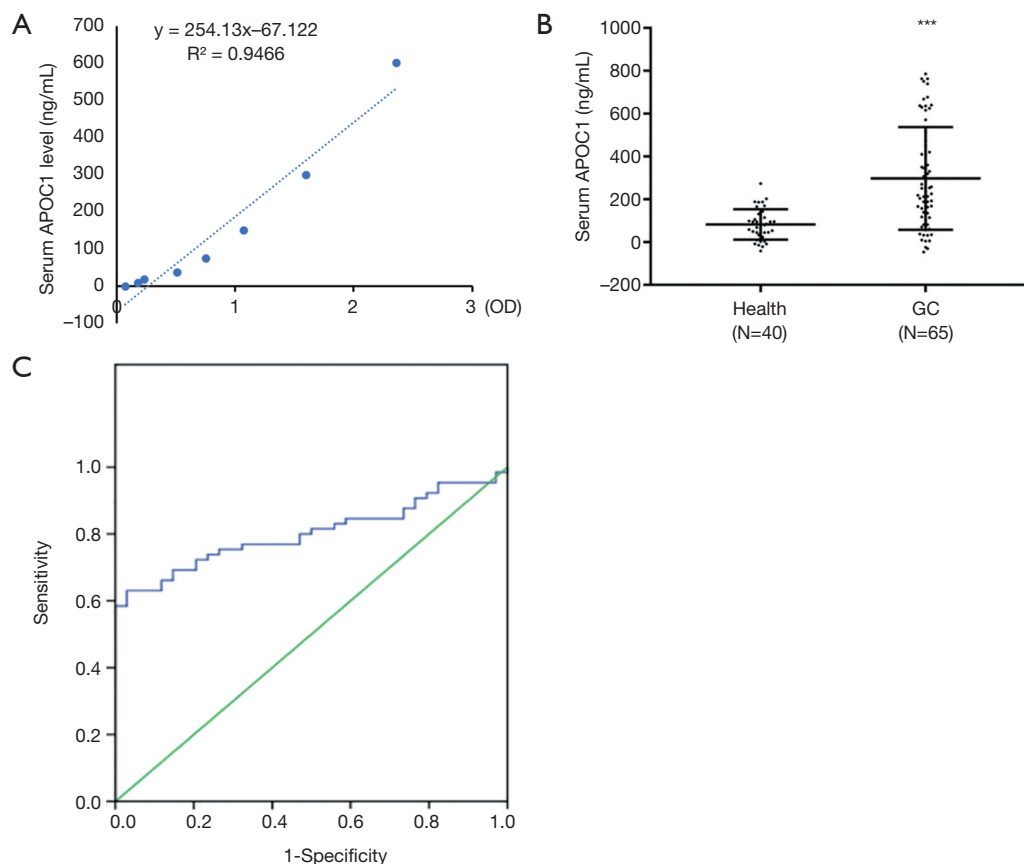 A
y = 254.13x–67.122
R² = 0.9466
Serum APOC1 level (ng/mL)
700
600
500
400
300
200
100
0
–100
0 1 2 3 (OD)
B
***
Serum APOC1 (ng/mL)
1000
800
600
400
200
0
–200
Health GC
(N=40) (N=65)
C
Sensitivity
1.0
0.8
0.6
0.4
0.2
0.0
0.0 0.2 0.4 0.6 0.8 1.0
1-Specificity